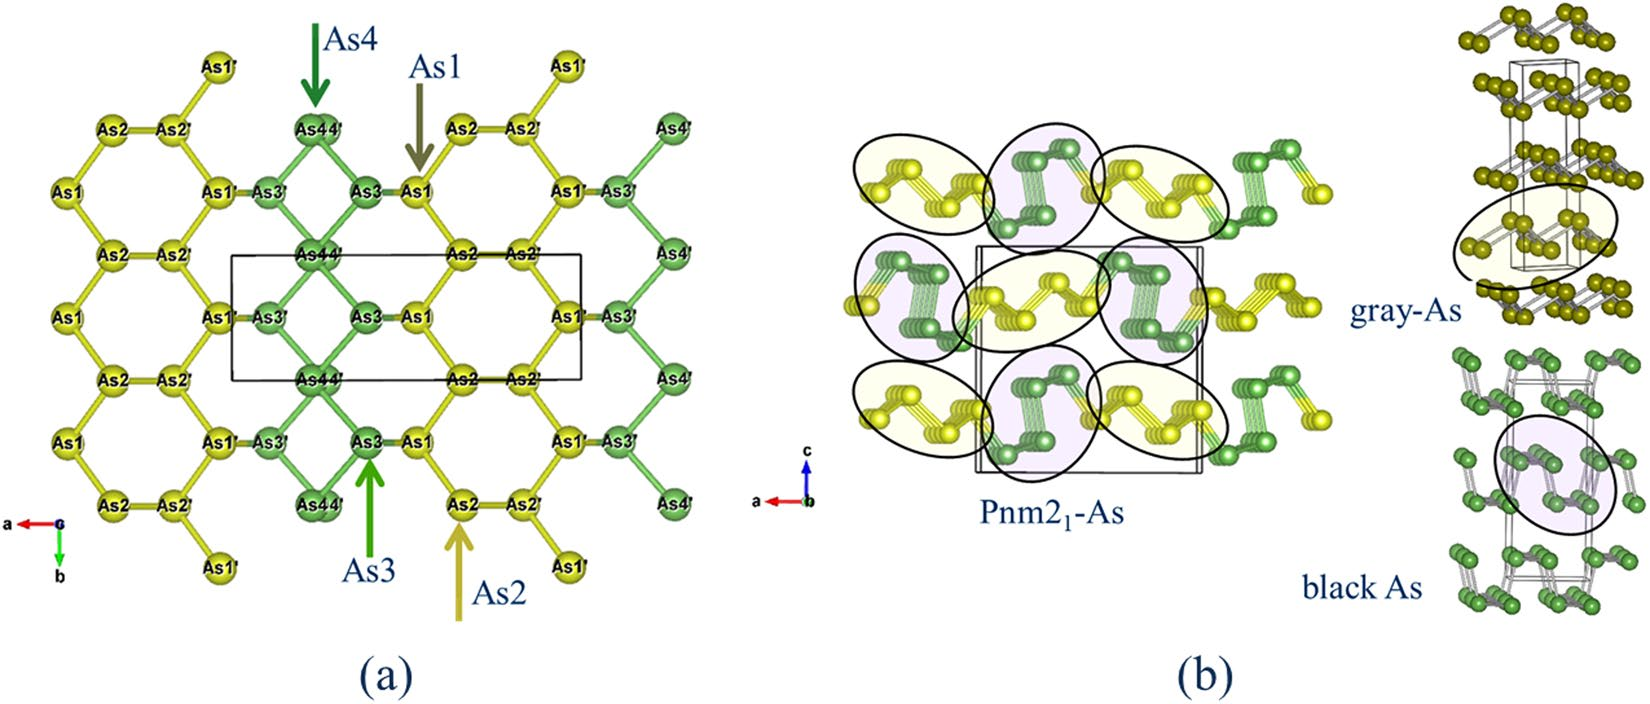 As4
As1' As1 As1'
As2 As2' As44' As2 As2' As4'
As1 As1' As3' As3 As1 As1' As3'
As2 As2' As44' As2 As2' As4'
As1 As1' As3' As3 As1 As1' As3'
As2 As2' As44' As2 As2' As4'
As1 As1' As3' As3 As1 As1' As3'
As2 As2' As44' As2 As2' As4'
a c
b
As1' As3 As1'
As2
(a)
gray-As
c
a b
Pnm2₁-As
black As
(b)